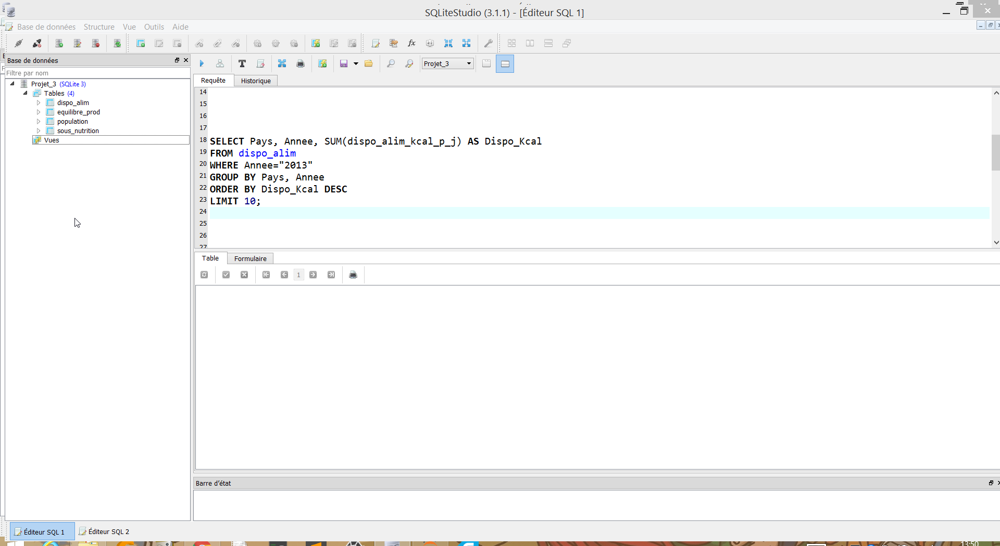 SQLiteStudio (3.1.1) - [Éditeur SQL 1]
Base de données Structure Vue Outils Aide
Base de données
Filtre par nom
Projet_3 (SQLite 3)
Tables (4)
dispo_alim
equilibre_prod
population
sous_nutrition
Vues
Projet_3
Requête Historique
14
15
16
17
18 SELECT Pays, Annee, SUM(dispo_alim_kcal_p_j) AS Dispo_Kcal
19 FROM dispo_alim
20 WHERE Annee="2013"
21 GROUP BY Pays, Annee
22 ORDER BY Dispo_Kcal DESC
23 LIMIT 10;
24
25
26
27
Table Formulaire
1
Barre d'état
Éditeur SQL 1 Éditeur SQL 2
13:50